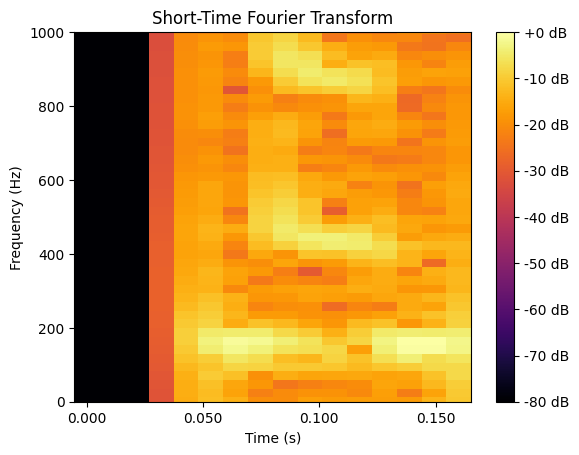 Short-Time Fourier Transform
1000
800
600
400
200
0
Frequency (Hz)
0.000
0.050
0.100
0.150
Time (s)
+0 dB
-10 dB
-20 dB
-30 dB
-40 dB
-50 dB
-60 dB
-70 dB
-80 dB